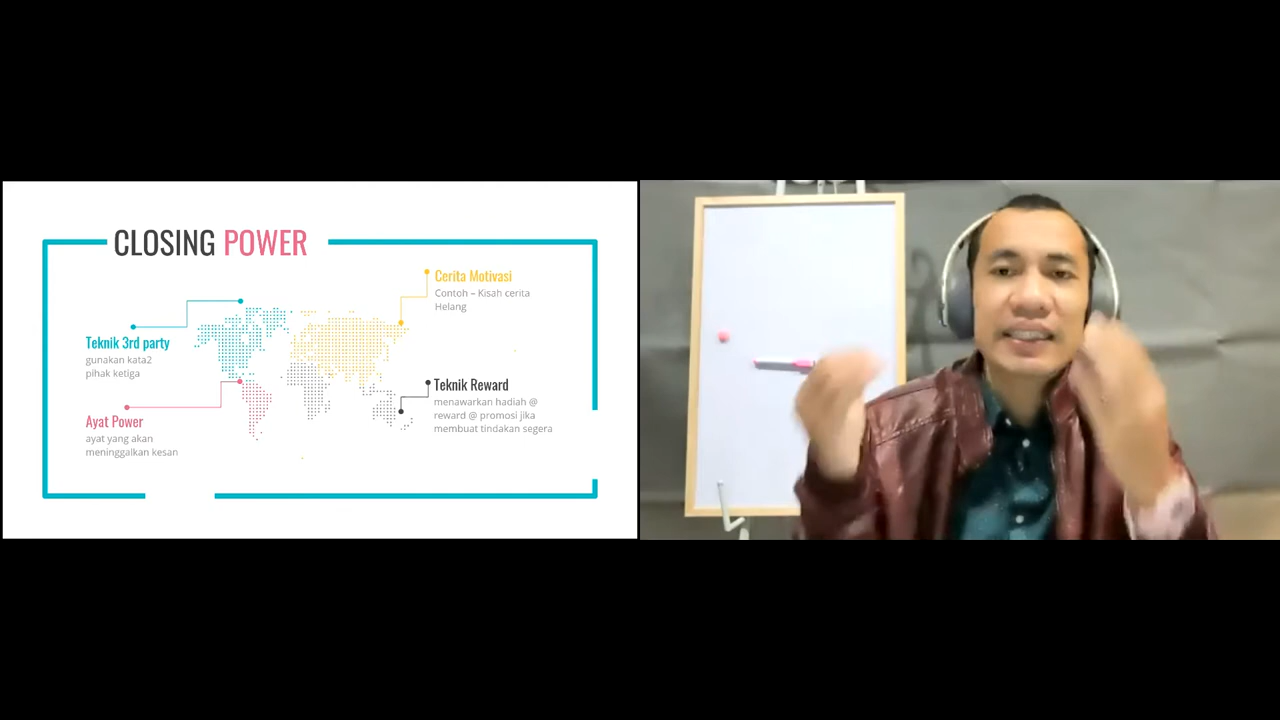 CLOSING POWER
Cerita Motivasi
Contoh – Kisah cerita
Helang
Teknik 3rd party
gunakan kata2
pihak ketiga
Teknik Reward
menawarkan hadiah @
reward @ promosi jika
membuat tindakan segera
Ayat Power
ayat yang akan
meninggalkan kesan